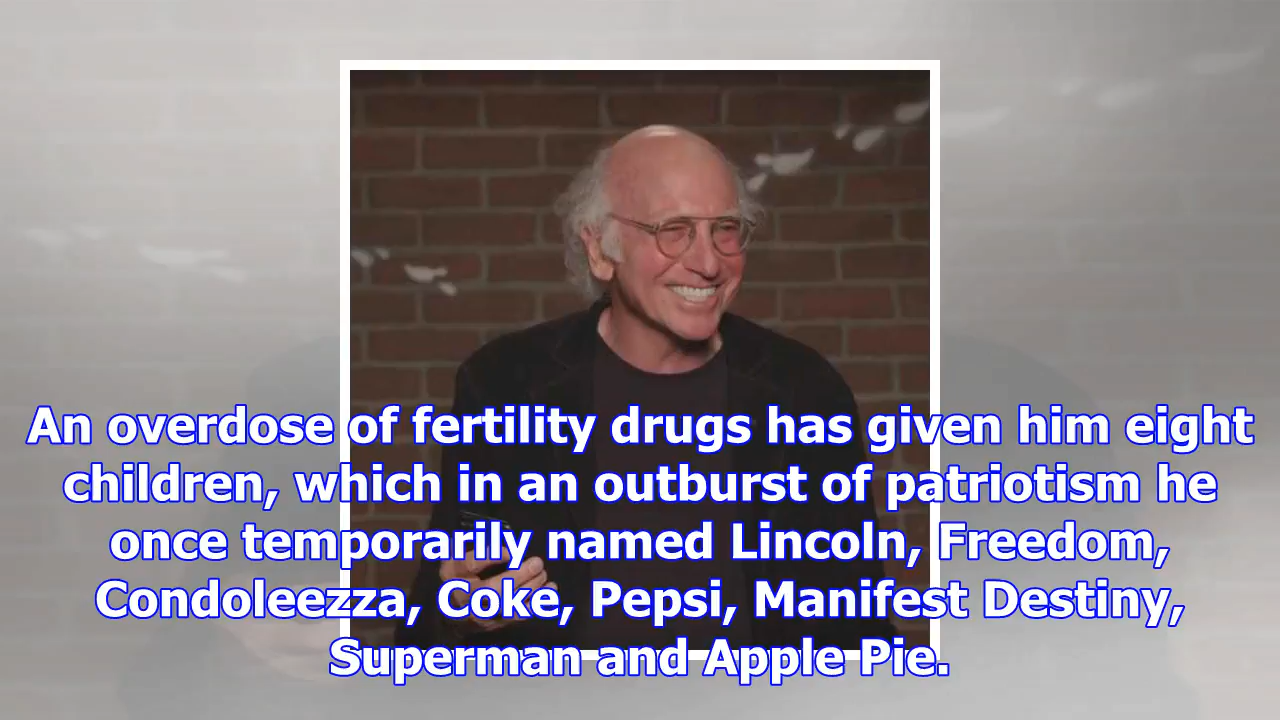 An overdose of fertility drugs has given him eight
children, which in an outburst of patriotism he
once temporarily named Lincoln, Freedom,
Condoleezza, Coke, Pepsi, Manifest Destiny,
Superman and Apple Pie.